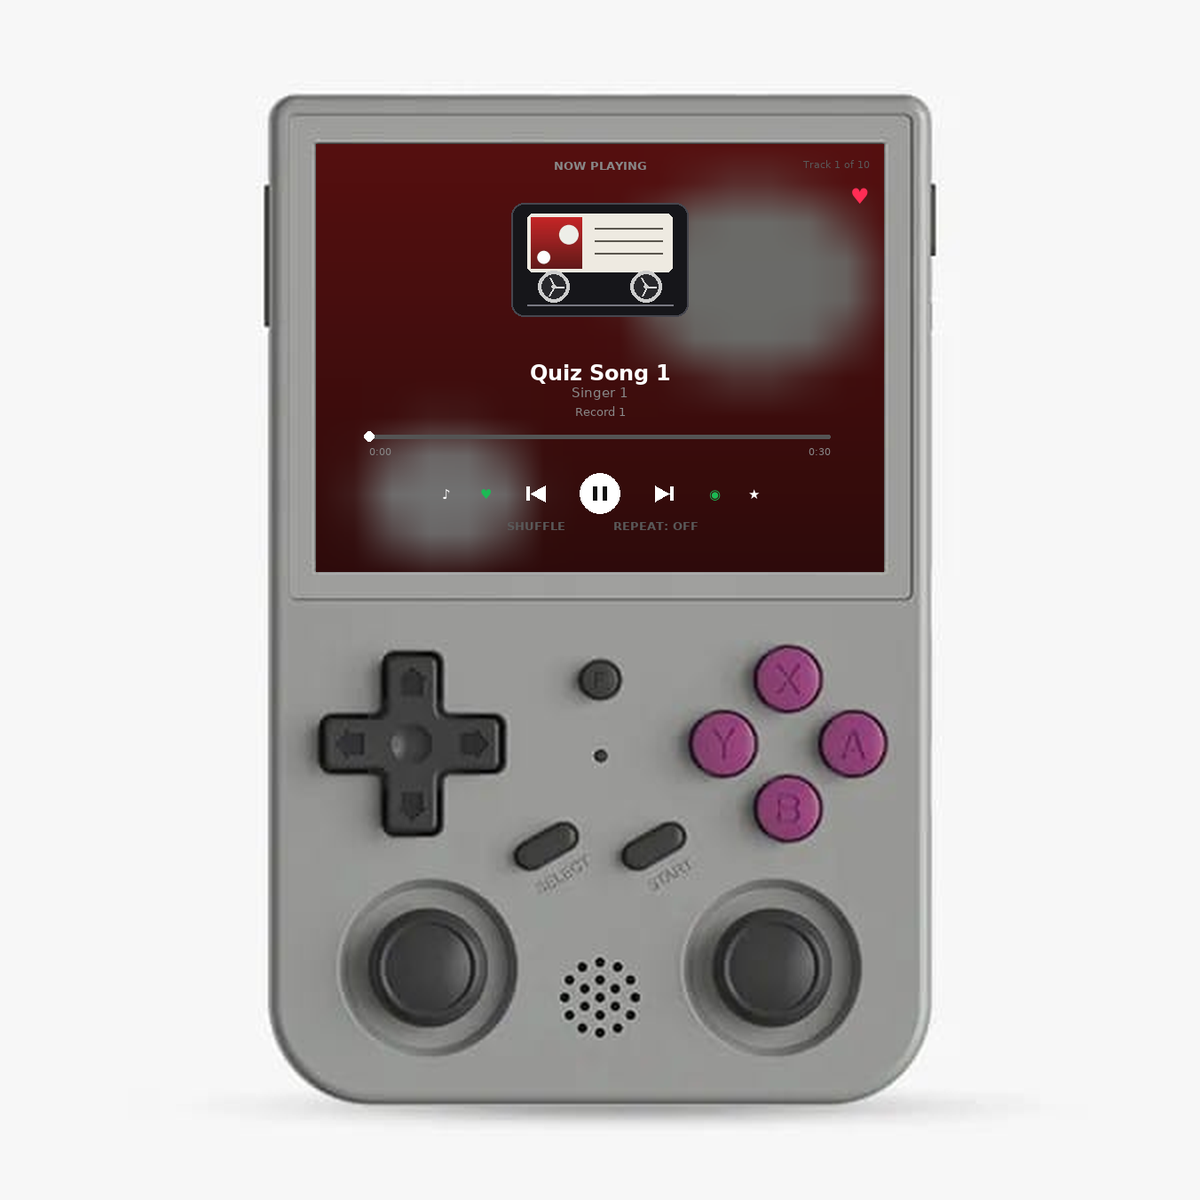 NOW PLAYING
Track 1 of 10
Quiz Song 1
Singer 1
Record 1
0:00
0:30
SHUFFLE
REPEAT: OFF
F
X
Y
A
B
SELECT
START